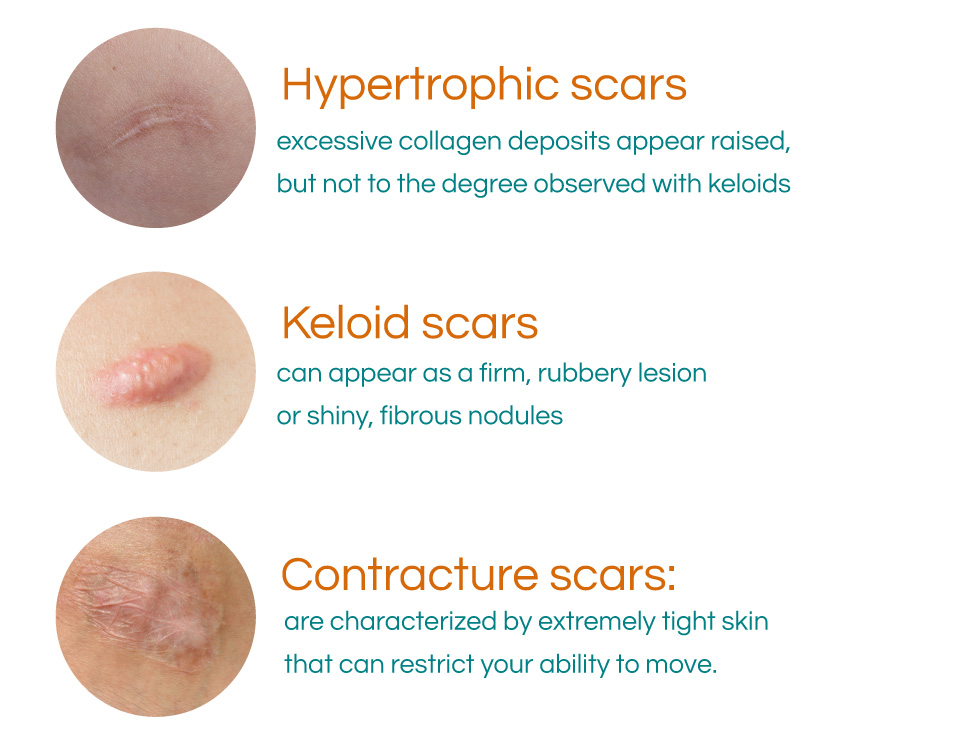 Hypertrophic scars
excessive collagen deposits appear raised,
but not to the degree observed with keloids
Keloid scars
can appear as a firm, rubbery lesion
or shiny, fibrous nodules
Contracture scars:
are characterized by extremely tight skin
that can restrict your ability to move.